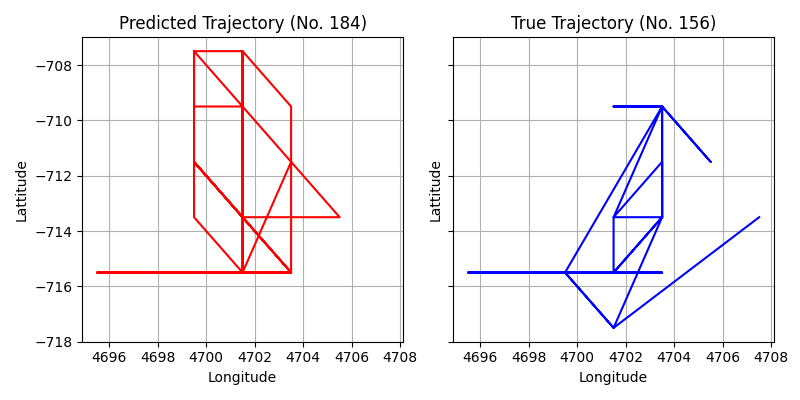 Predicted Trajectory (No. 184)
True Trajectory (No. 156)
−708
−710
−712
−714
−716
−718
Lattitude
Lattitude
4696 4698 4700 4702 4704 4706 4708
4696 4698 4700 4702 4704 4706 4708
Longitude
Longitude